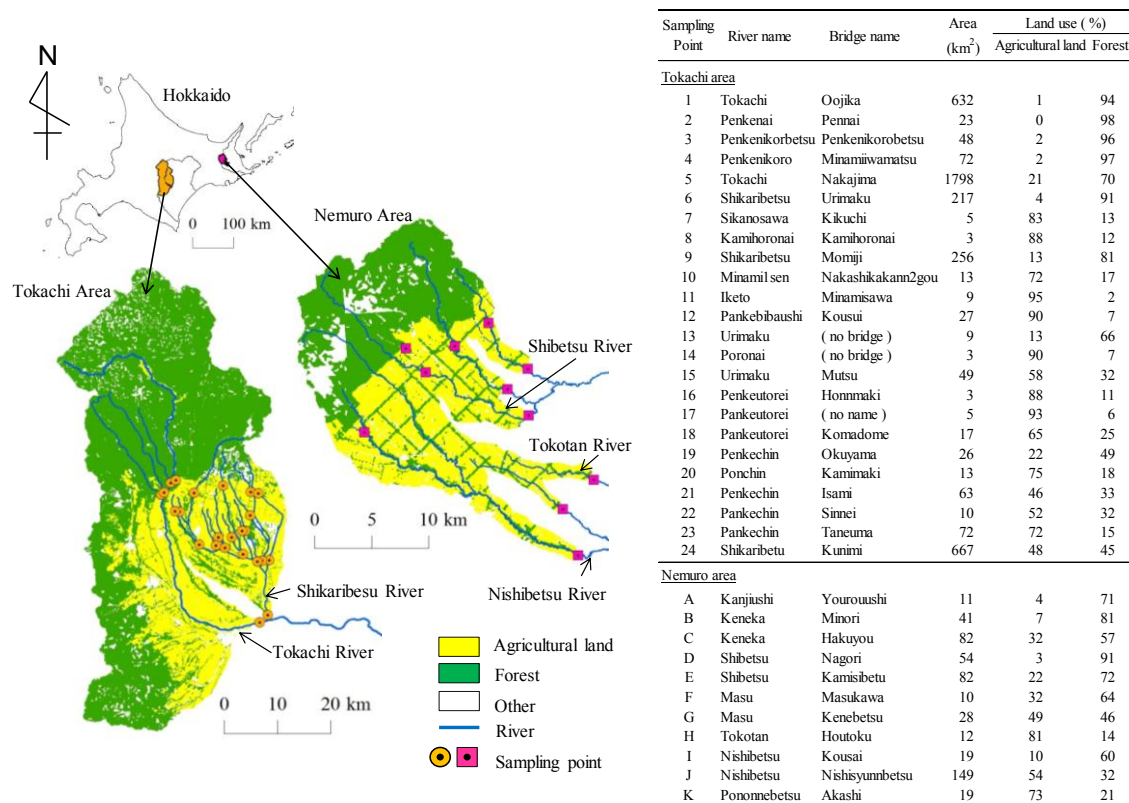 N
Hokkaido
0 100 km
Nemuro Area
Tokachi Area
Shibetsu River
Tokotan River
0 5 10 km
Nishibetsu River
Shikaribesu River
Tokachi River
0 10 20 km
Agricultural land
Forest
Other
River
Sampling point
Sampling Point River name Bridge name Area (km2) Land use ( %)
Agricultural land Forest
Tokachi area
1 Tokachi Oojika 632 1 94
2 Penkenai Pennai 23 0 98
3 Penkenikorbetsu Penkenikorobetsu 48 2 96
4 Penkenikoro Minamiiwamatsu 72 2 97
5 Tokachi Nakajima 1798 21 70
6 Shikaribetsu Urimaku 217 4 91
7 Sikanosawa Kikuchi 5 83 13
8 Kamihoronai Kamihoronai 3 88 12
9 Shikaribetsu Momiji 256 13 81
10 Minami1sen Nakashikakann2gou 13 72 17
11 Iketo Minamisawa 9 95 2
12 Pankebibaushi Kousui 27 90 7
13 Urimaku ( no bridge ) 9 13 66
14 Poronai ( no bridge ) 3 90 7
15 Urimaku Mutsu 49 58 32
16 Penkeutorei Honnmaki 3 88 11
17 Pankeutorei ( no name ) 5 93 6
18 Pankeutorei Komadome 17 65 25
19 Penkechin Okuyama 26 22 49
20 Ponchin Kamimaki 13 75 18
21 Penkechin Isami 63 46 33
22 Pankechin Sinnei 10 52 32
23 Pankechin Taneuma 72 72 15
24 Shikaribetu Kunimi 667 48 45
Nemuro area
A Kanjiushi Yourouushi 11 4 71
B Keneka Minori 41 7 81
C Keneka Hakuyou 82 32 57
D Shibetsu Nagori 54 3 91
E Shibetsu Kamisibetu 82 22 72
F Masu Masukawa 10 32 64
G Masu Kenebetsu 28 49 46
H Tokotan Houtoku 12 81 14
I Nishibetsu Kousai 19 10 60
J Nishibetsu Nishisyunnbetsu 149 54 32
K Pononnebetsu Akashi 19 73 21